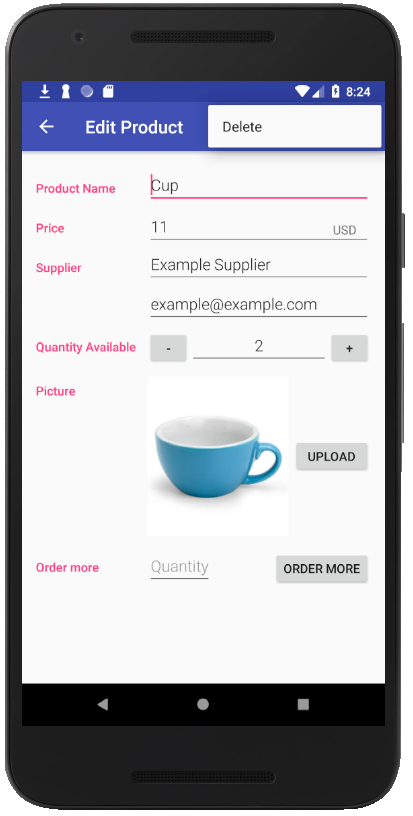 8:24
Edit Product
Delete
Product Name Cup
Price 11 USD
Supplier Example Supplier
example@example.com
Quantity Available - 2 +
Picture
UPLOAD
Order more Quantity ORDER MORE